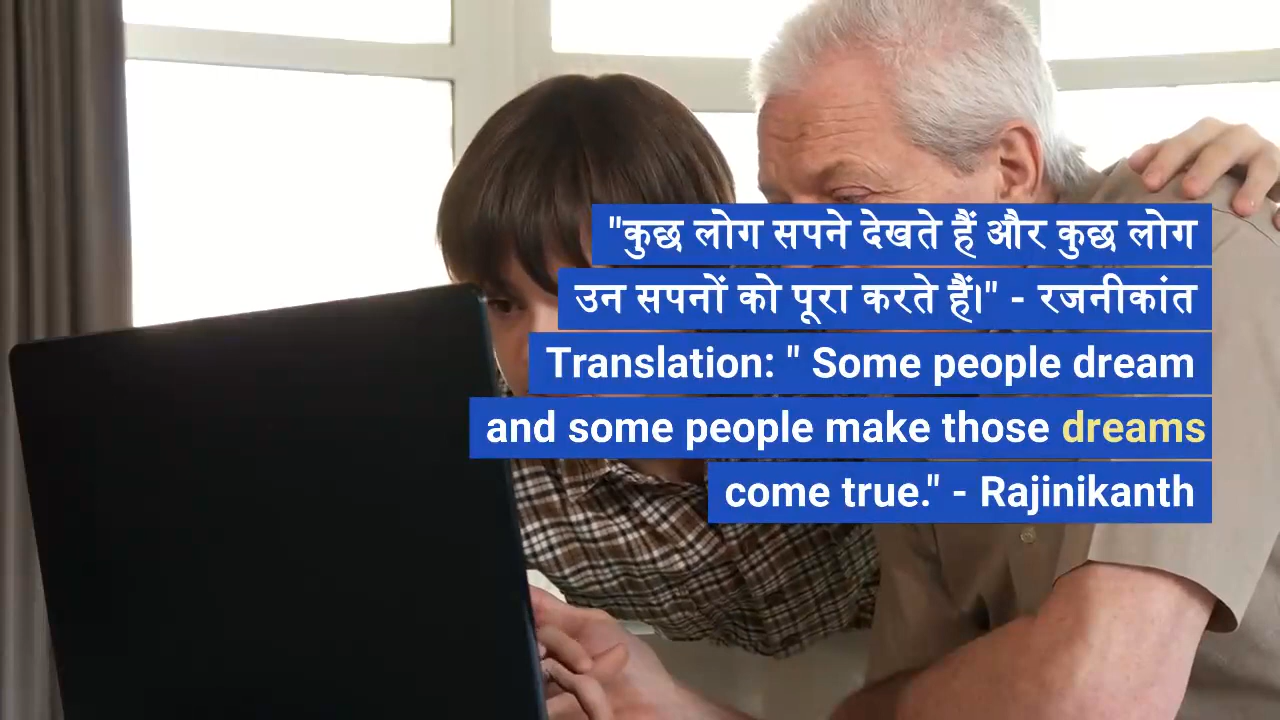 "कुछ लोग सपने देखते हैं और कुछ लोग
उन सपनों को पूरा करते हैं।" - रजनीकांत
Translation: " Some people dream
and some people make those dreams
come true." - Rajinikanth